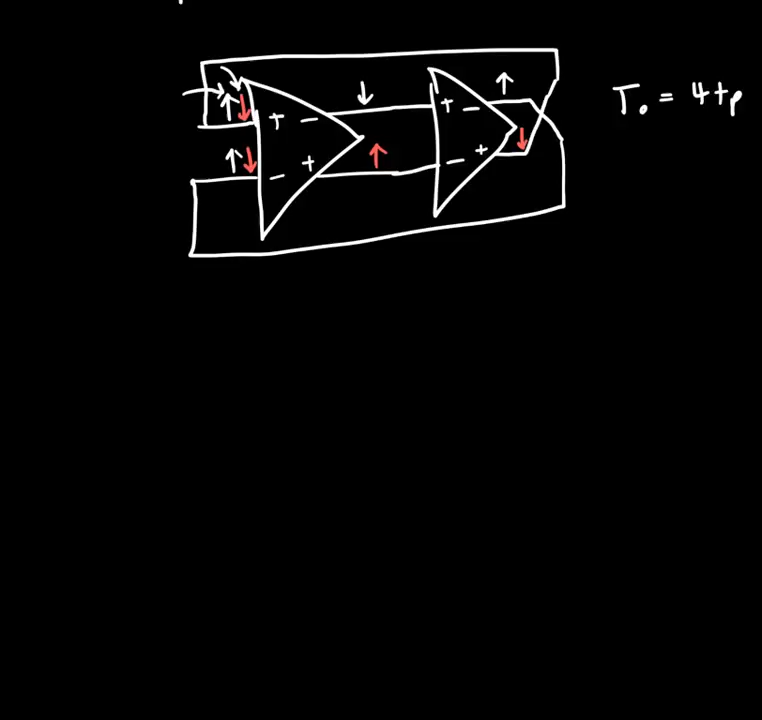 T₀ = 4tp
+ − + −
− + − +